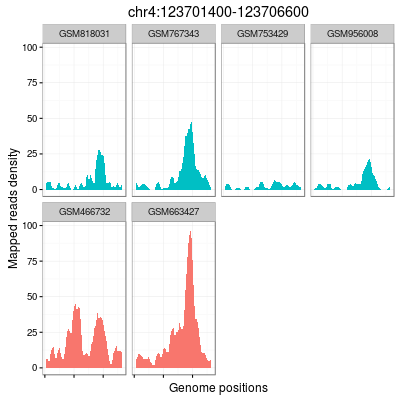 chr4:123701400-123706600
GSM818031 GSM767343 GSM753429 GSM956008
100
75
50
25
0
GSM466732 GSM663427
100
75
50
25
0
Mapped reads density
Genome positions